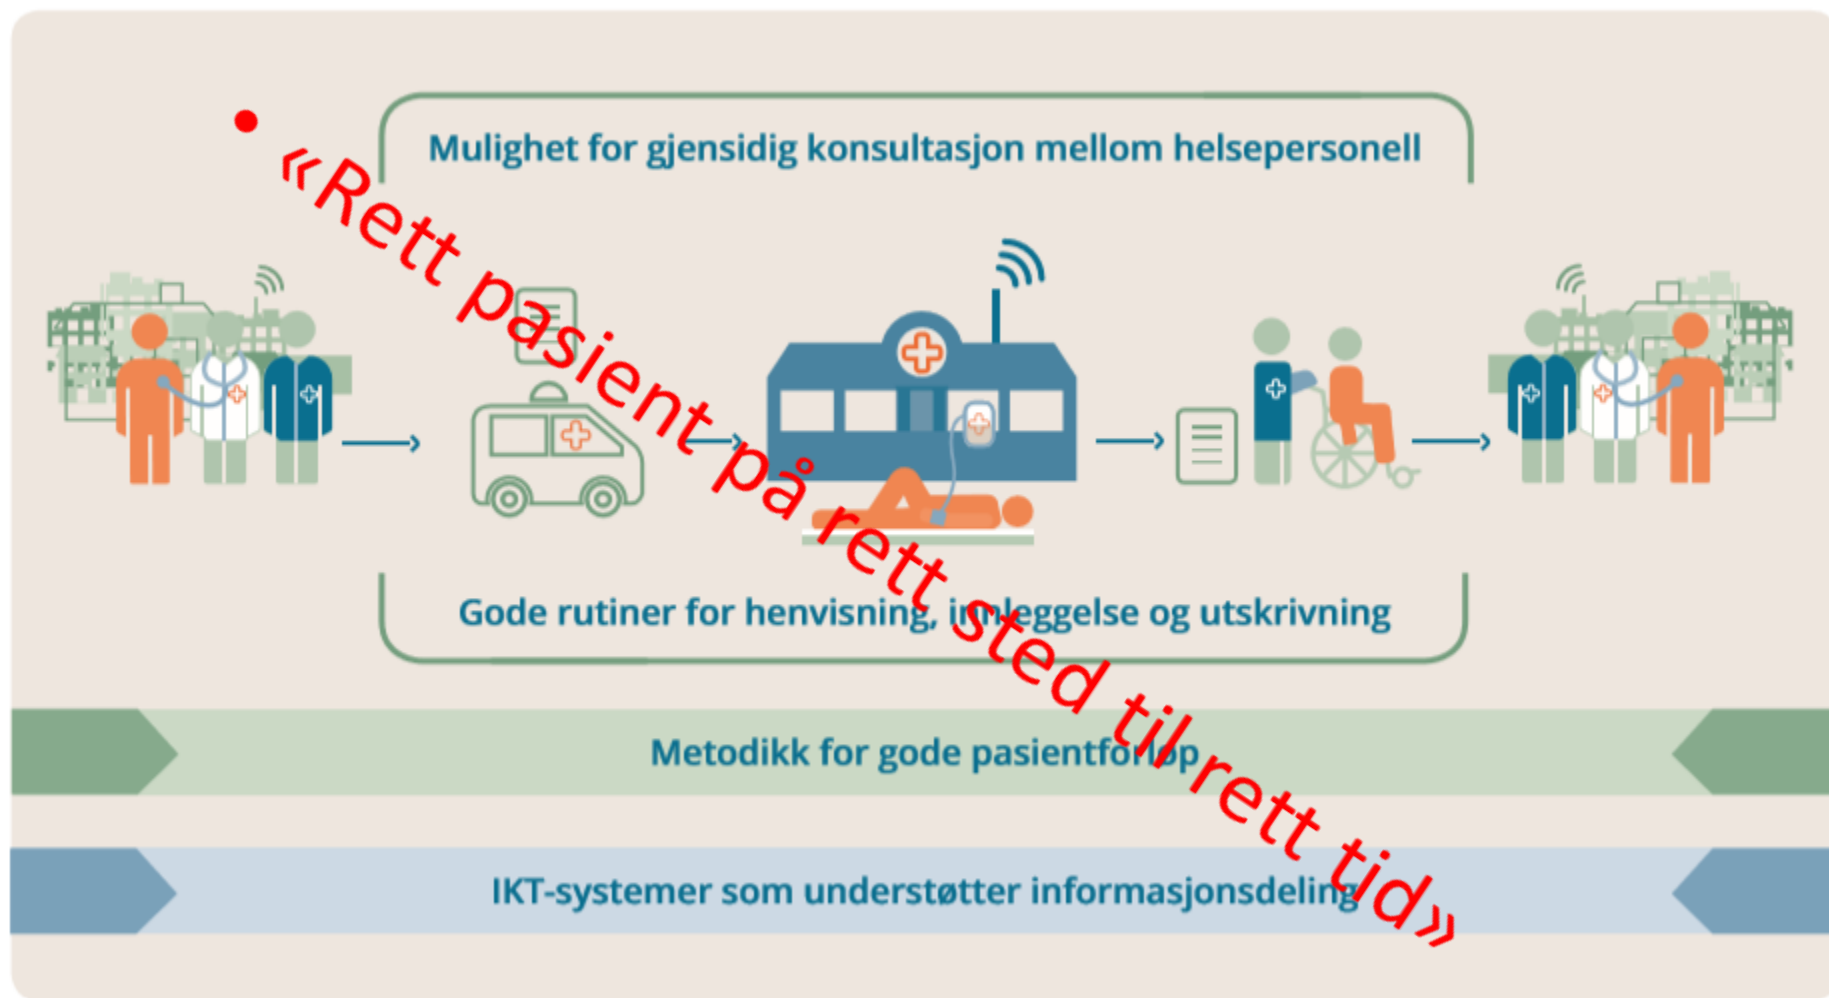 Mulighet for gjensidig konsultasjon mellom helsepersonell
• «Rett pasient på rett sted til rett tid»
Gode rutiner for henvisning, innleggelse og utskrivning
Metodikk for gode pasientforløp
IKT-systemer som understøtter informasjonsdeling